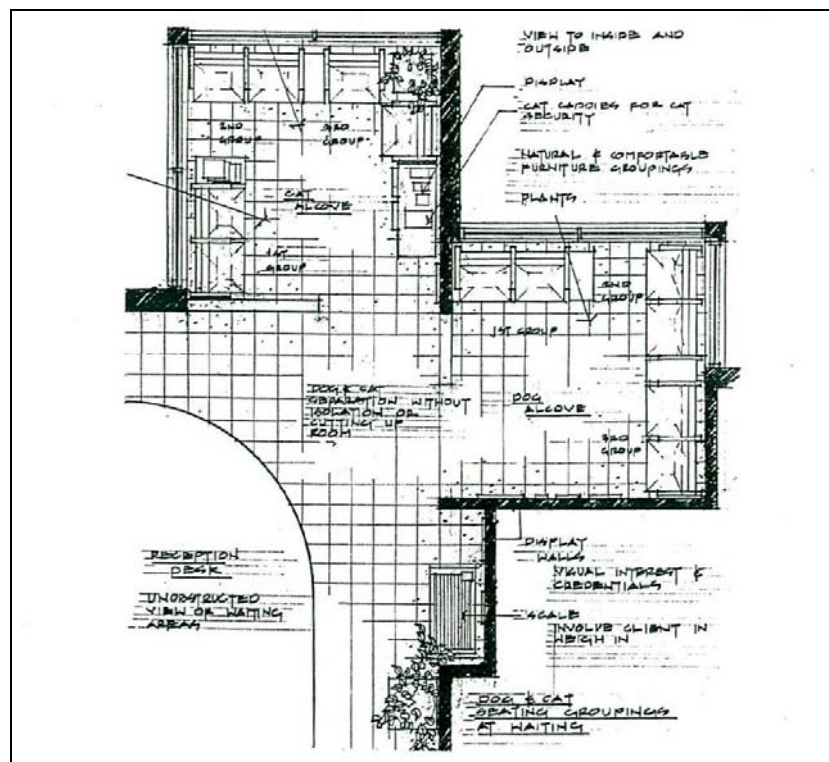 VIEW TO INSIDE AND
OUTSIDE
DISPLAY
CAT CADDIES FOR CAT
SECURITY
NATURAL & COMFORTABLE
FURNITURE GROUPINGS
PLANTS
2ND
GROUP
3RD
GROUP
CAT
ALCOVE
1ST
GROUP
2ND
GROUP
1ST GROUP
DOG & CAT
SEPARATION WITHOUT
ISOLATION OR
CUTTING UP
ROOM
DOG
ALCOVE
3RD
GROUP
RECEPTION
DESK
UNOBSTRUCTED
VIEW OF WAITING
AREAS
DISPLAY
WALLS
VISUAL INTEREST &
CREDENTIALS
SCALE
INVOLVE CLIENT IN
WEIGH IN
DOG & CAT
SEATING GROUPINGS
AT WAITING